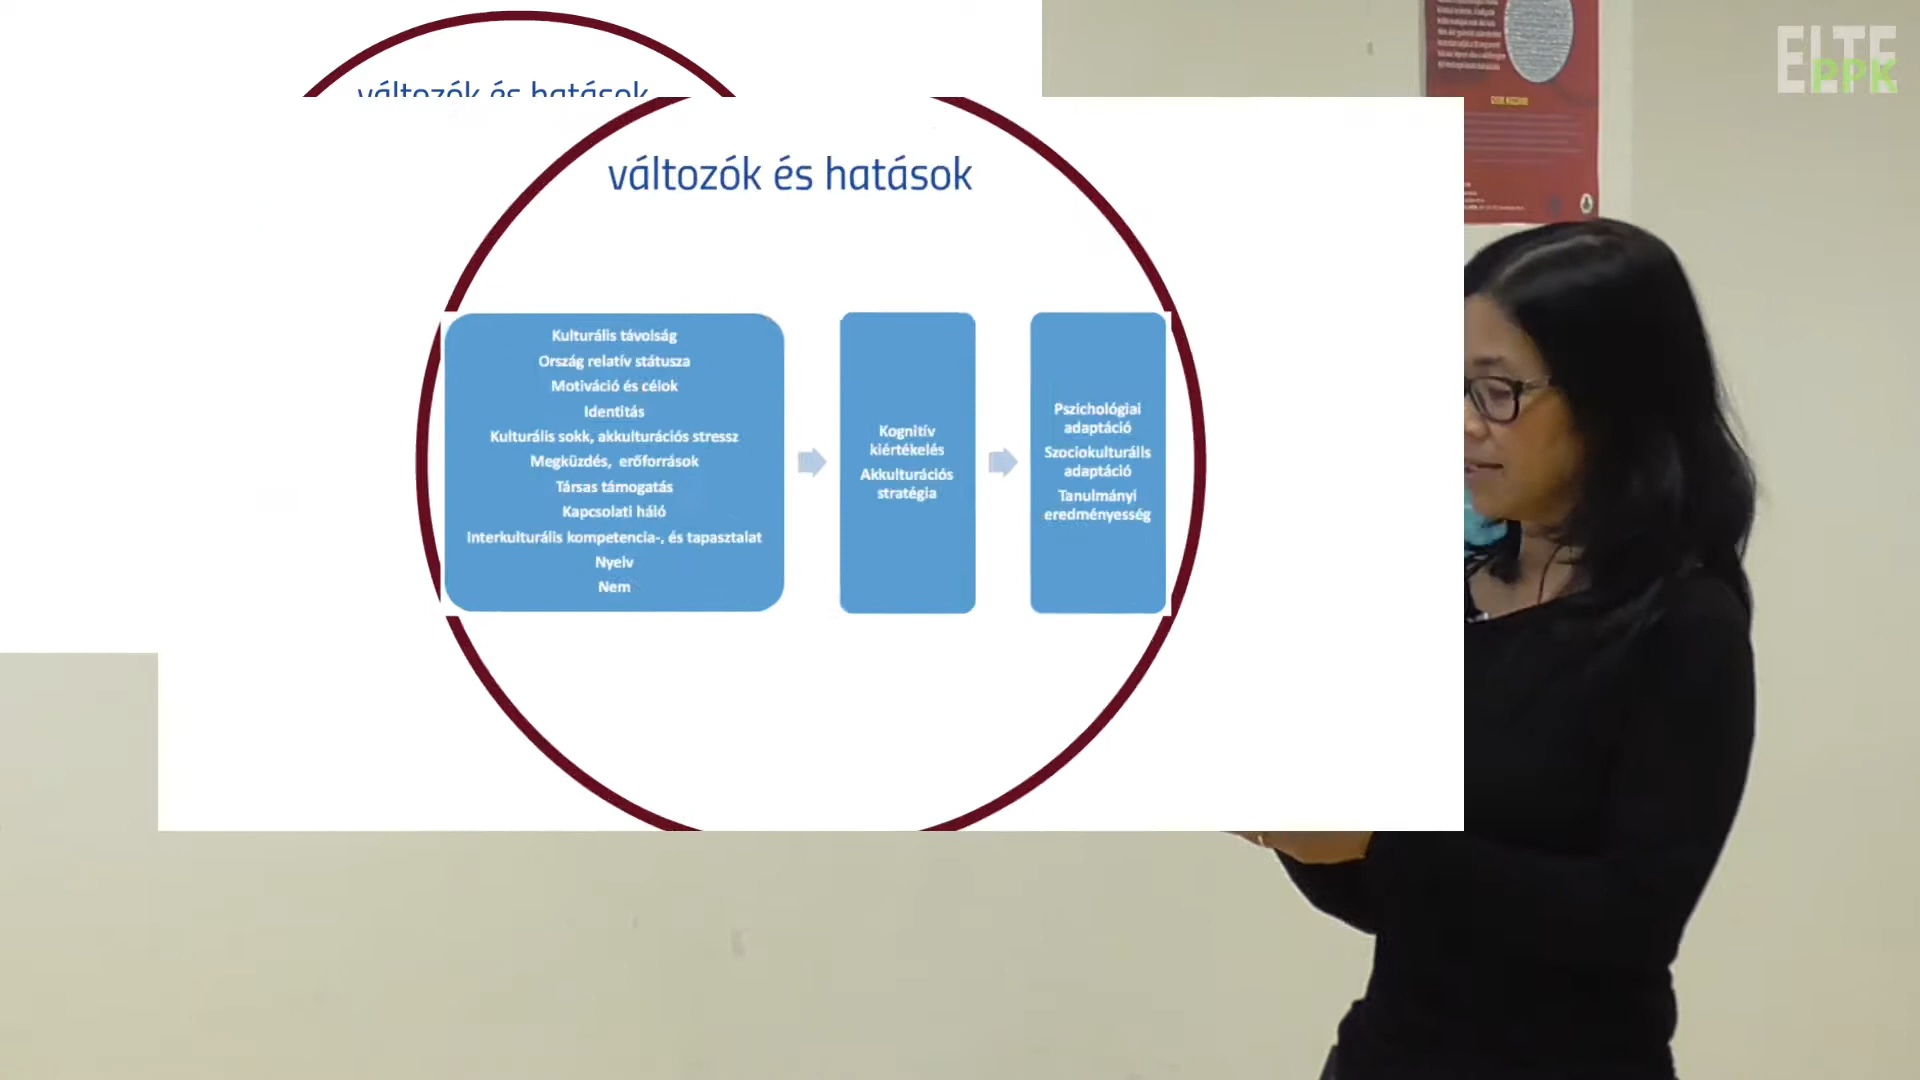 változók és hatások
változók és hatások
Kulturális távolság
Ország relatív státusza
Motiváció és célok
Identitás
Kulturális sokk, akkulturációs stressz
Megküzdés, erőforrások
Társas támogatás
Kapcsolati háló
Interkulturális kompetencia-, és tapasztalat
Nyelv
Nem
Kognitív
kiértékelés
Akkulturációs
stratégia
Pszichológiai
adaptáció
Szociokulturális
adaptáció
Tanulmányi
eredményesség
ELTE
PPK